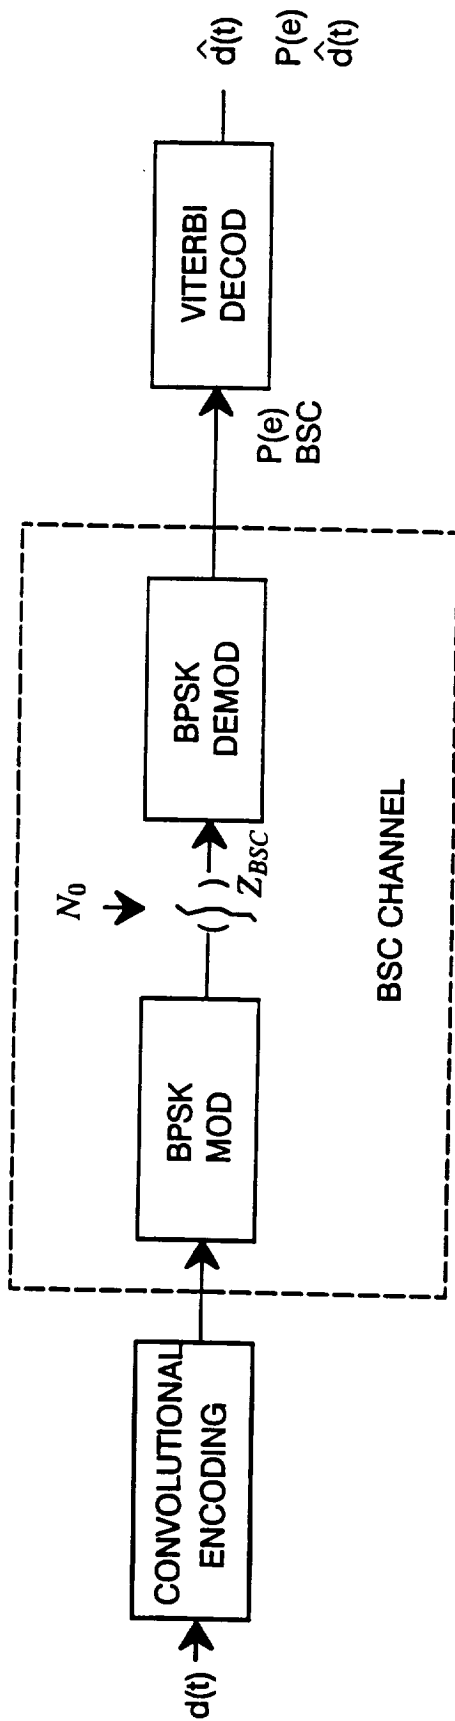 d(t)
CONVOLUTIONAL
ENCODING
BPSK
MOD
N₀
Z_BSC
BPSK
DEMOD
BSC CHANNEL
P(e)
BSC
VITERBI
DECOD
d̂(t)
P(e)
d̂(t)